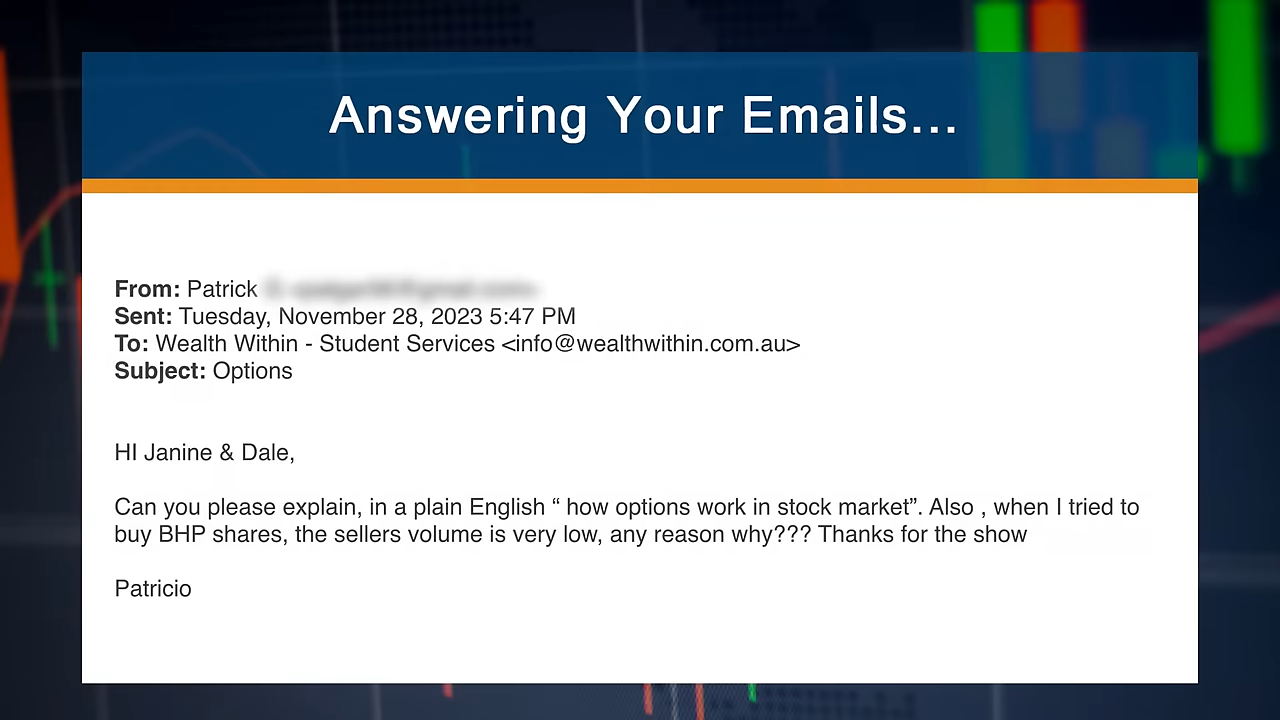 Answering Your Emails...
From: Patrick
Sent: Tuesday, November 28, 2023 5:47 PM
To: Wealth Within - Student Services <info@wealthwithin.com.au>
Subject: Options
HI Janine & Dale,
Can you please explain, in a plain English “ how options work in stock market”. Also , when I tried to
buy BHP shares, the sellers volume is very low, any reason why??? Thanks for the show
Patricio